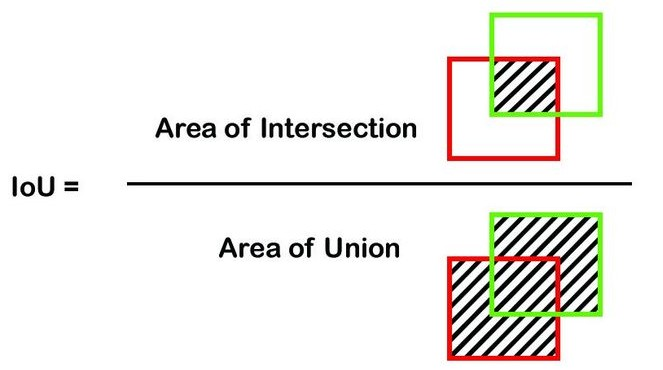 Area of Intersection
IoU =
Area of Union